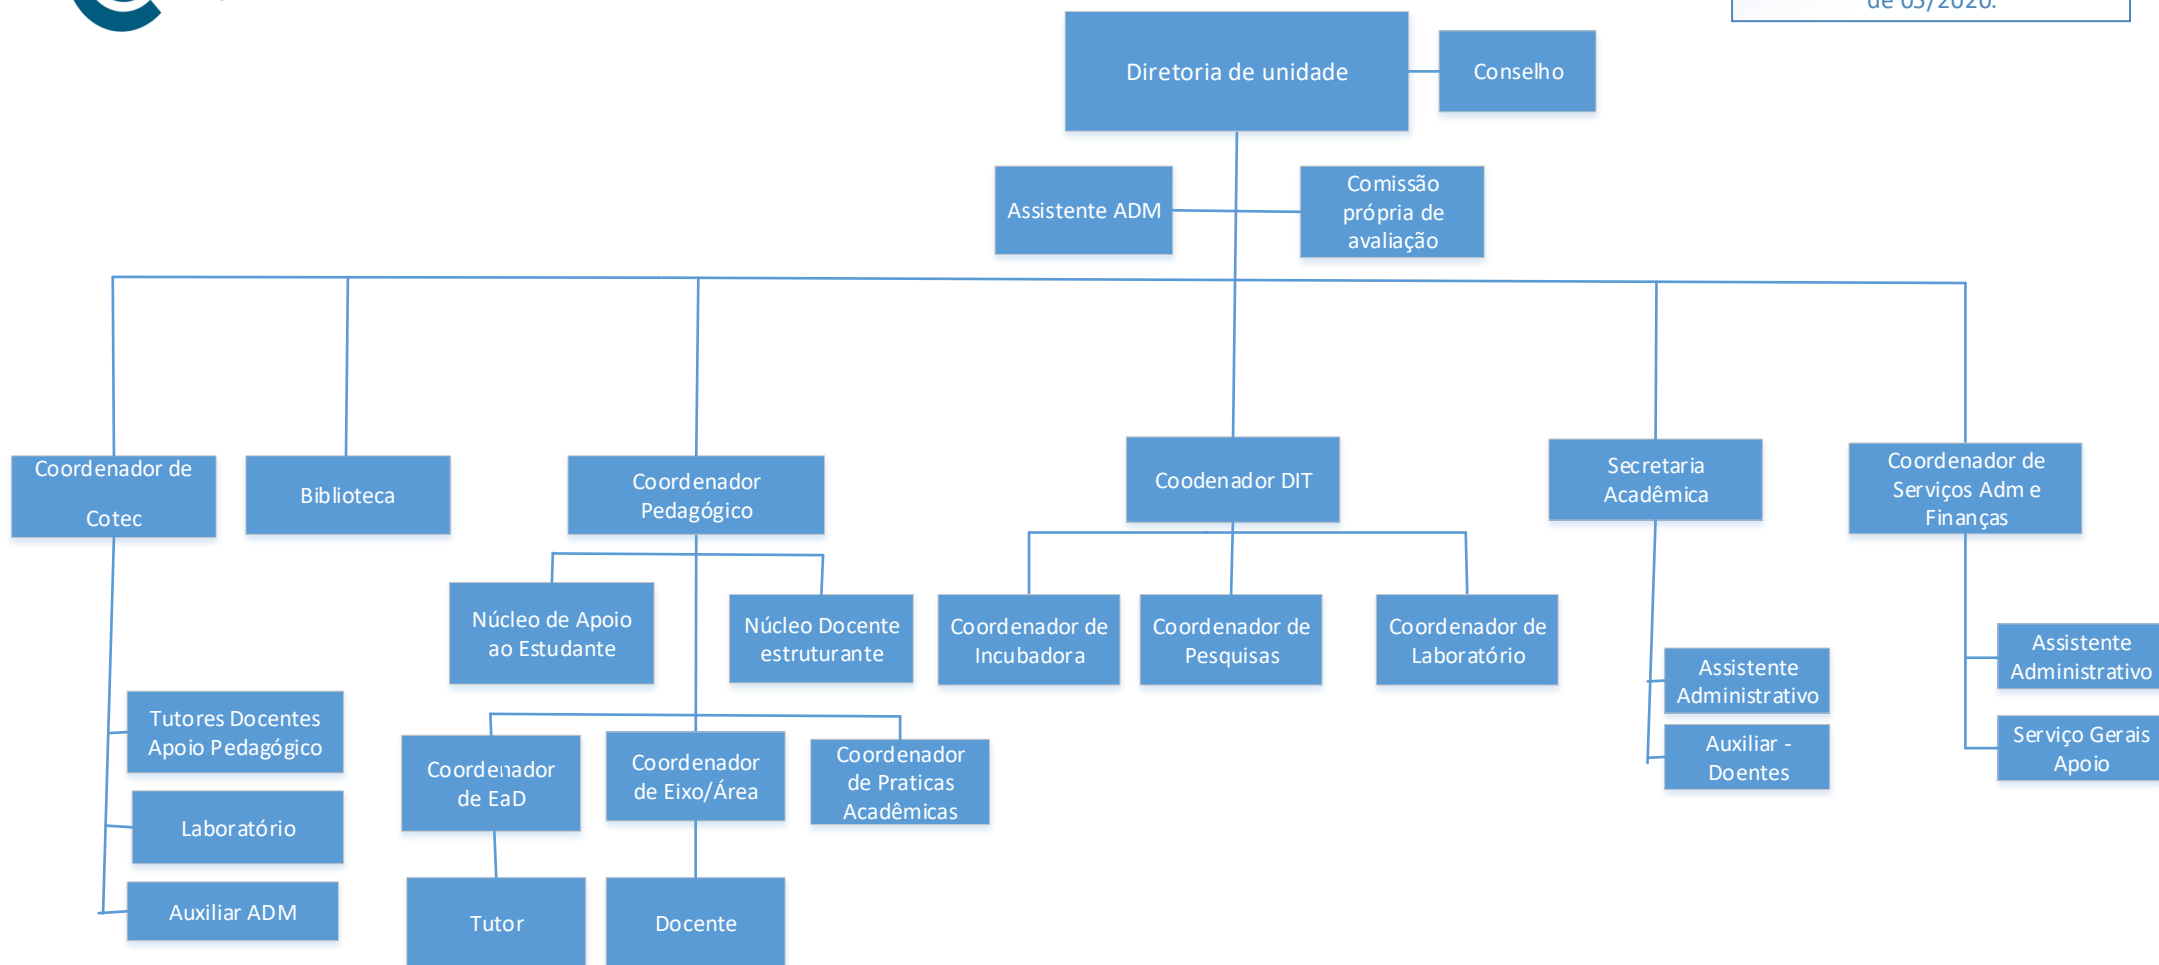 de 03/2020.
Diretoria de unidade
Conselho
Assistente ADM
Comissão
própria de
avaliação
Coordenador de
Cotec
Biblioteca
Coordenador
Pedagógico
Coodenador DIT
Secretaria
Acadêmica
Coordenador de
Serviços Adm e
Finanças
Núcleo de Apoio
ao Estudante
Núcleo Docente
estruturante
Coordenador de
Incubadora
Coordenador de
Pesquisas
Coordenador de
Laboratório
Assistente
Administrativo
Auxiliar -
Doentes
Assistente
Administrativo
Serviço Gerais
Apoio
Tutores Docentes
Apoio Pedagógico
Laboratório
Auxiliar ADM
Coordenador
de EaD
Coordenador
de Eixo/Área
Coordenador
de Praticas
Acadêmicas
Tutor
Docente